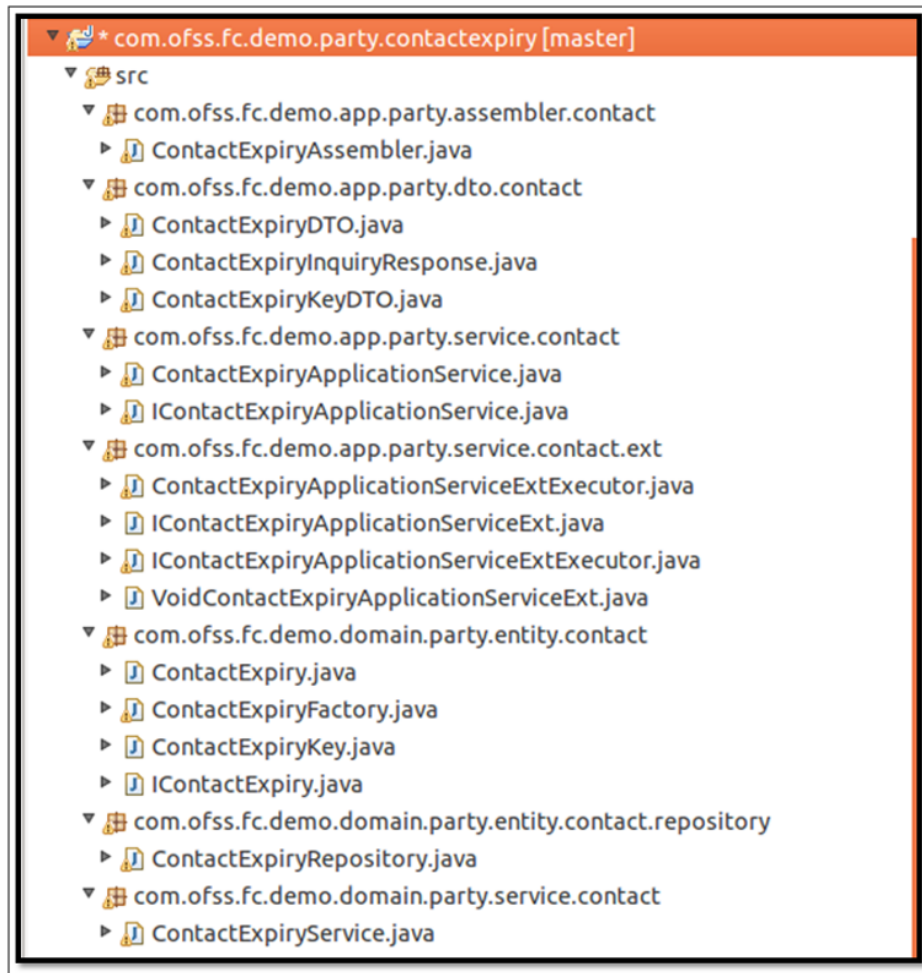 * com.ofss.fc.demo.party.contactexpiry [master]
src
com.ofss.fc.demo.app.party.assembler.contact
ContactExpiryAssembler.java
com.ofss.fc.demo.app.party.dto.contact
ContactExpiryDTO.java
ContactExpiryInquiryResponse.java
ContactExpiryKeyDTO.java
com.ofss.fc.demo.app.party.service.contact
ContactExpiryApplicationService.java
IContactExpiryApplicationService.java
com.ofss.fc.demo.app.party.service.contact.ext
ContactExpiryApplicationServiceExtExecutor.java
IContactExpiryApplicationServiceExt.java
IContactExpiryApplicationServiceExtExecutor.java
VoidContactExpiryApplicationServiceExt.java
com.ofss.fc.demo.domain.party.entity.contact
ContactExpiry.java
ContactExpiryFactory.java
ContactExpiryKey.java
IContactExpiry.java
com.ofss.fc.demo.domain.party.entity.contact.repository
ContactExpiryRepository.java
com.ofss.fc.demo.domain.party.service.contact
ContactExpiryService.java